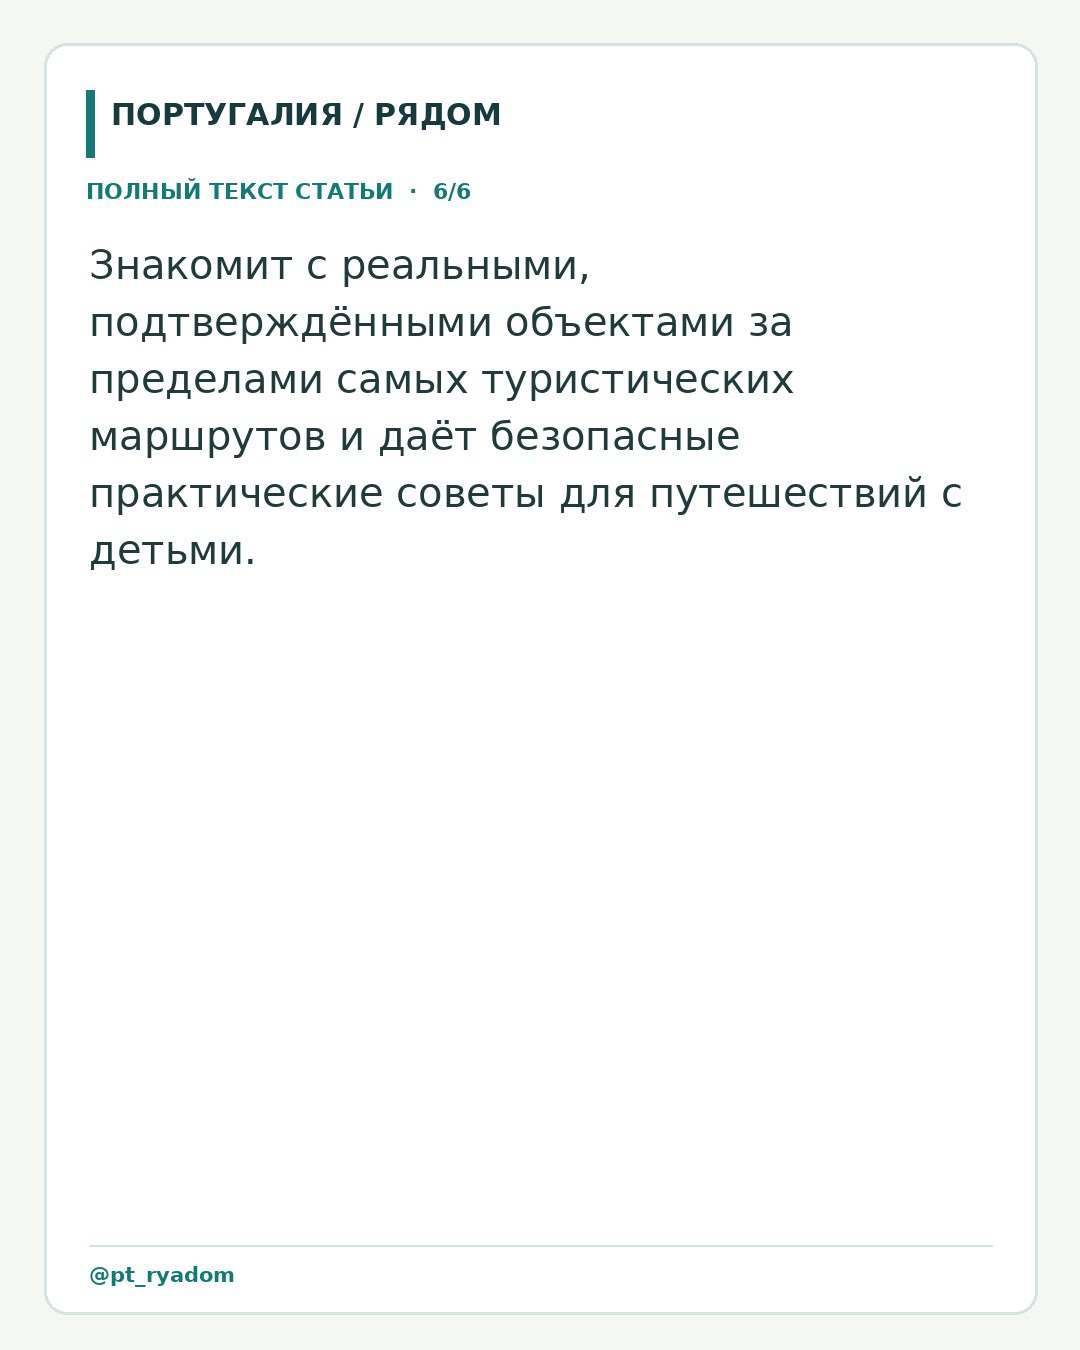 ПОРТУГАЛИЯ / РЯДОМ
ПОЛНЫЙ ТЕКСТ СТАТЬИ · 6/6
Знакомит с реальными,
подтверждёнными объектами за
пределами самых туристических
маршрутов и даёт безопасные
практические советы для путешествий с
детьми.
@pt_ryadom